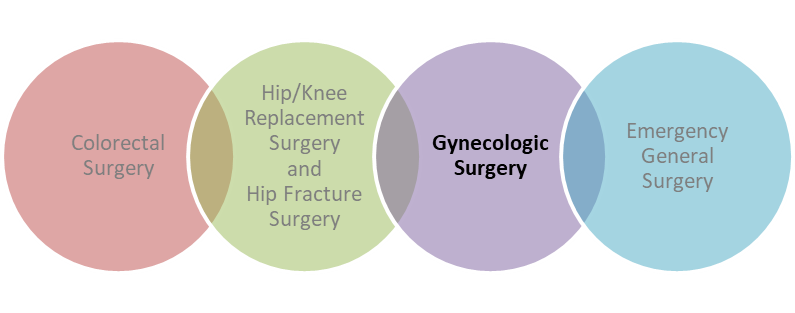 Colorectal
Surgery
Hip/Knee
Replacement
Surgery
and
Hip Fracture
Surgery
Gynecologic
Surgery
Emergency
General
Surgery